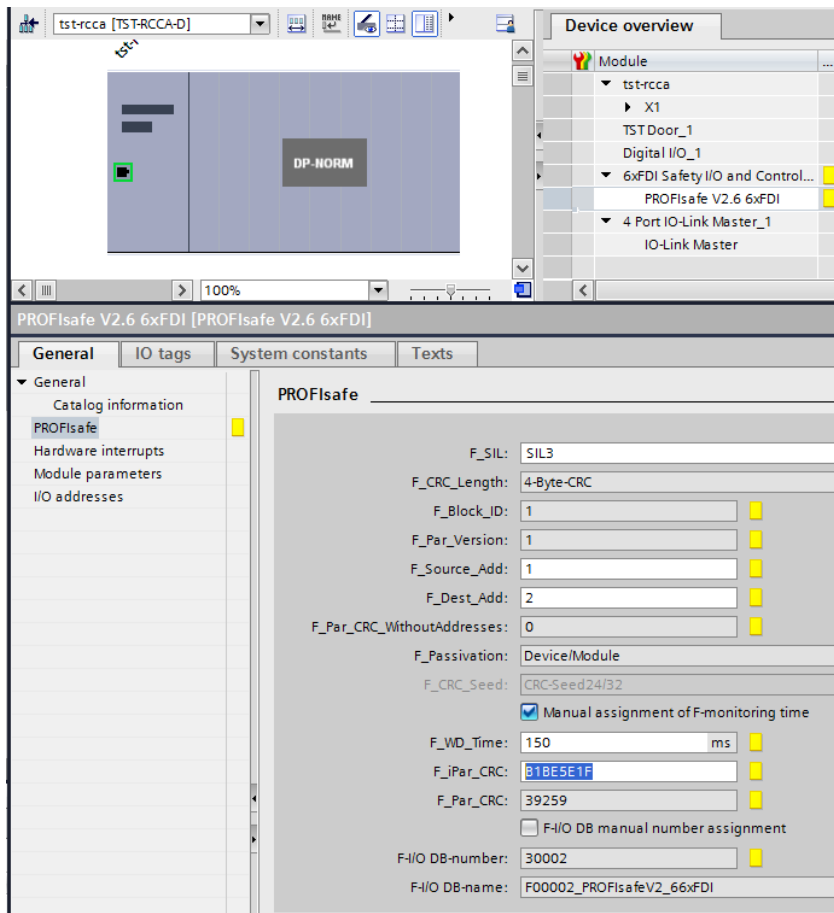 tst-rcca [TST-RCCA-D]
NAME
Device overview
tst-r
Module
...
tst-rcca
X1
TST Door_1
Digital I/O_1
6xFDI Safety I/O and Control...
PROFIsafe V2.6 6xFDI
4 Port IO-Link Master_1
IO-Link Master
DP-NORM
100%
PROFIsafe V2.6 6xFDI [PROFIsafe V2.6 6xFDI]
General
IO tags
System constants
Texts
General
Catalog information
PROFIsafe
Hardware interrupts
Module parameters
I/O addresses
PROFIsafe
F_SIL: SIL3
F_CRC_Length: 4-Byte-CRC
F_Block_ID: 1
F_Par_Version: 1
F_Source_Add: 1
F_Dest_Add: 2
F_Par_CRC_WithoutAddresses: 0
F_Passivation: Device/Module
F_CRC_Seed: CRC-Seed24/32
Manual assignment of F-monitoring time
F_WD_Time: 150 ms
F_iPar_CRC: B1BE5E1F
F_Par_CRC: 39259
F-I/O DB manual number assignment
F-I/O DB-number: 30002
F-I/O DB-name: F00002_PROFIsafeV2_66xFDI